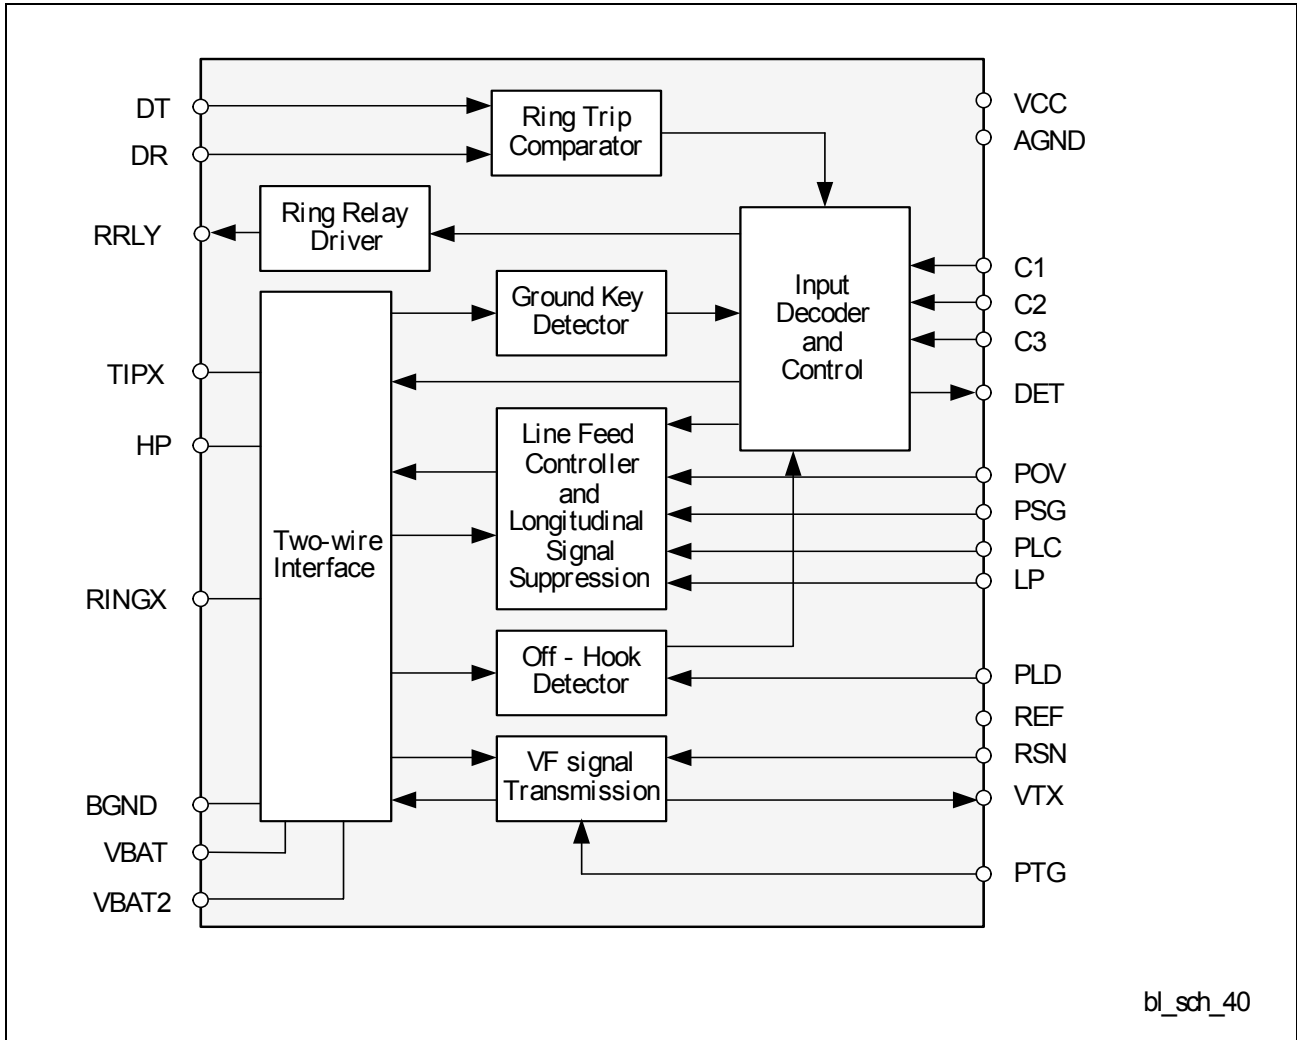 DT
DR
RRLY
TIPX
HP
RINGX
BGND
VBAT
VBAT2
Ring Trip
Comparator
Ring Relay
Driver
Ground Key
Detector
Two-wire
Interface
Line Feed
Controller
and
Longitudinal
Signal
Suppression
Off - Hook
Detector
VF signal
Transmission
Input
Decoder
and
Control
VCC
AGND
C1
C2
C3
DET
POV
PSG
PLC
LP
PLD
REF
RSN
VTX
PTG
bl_sch_40